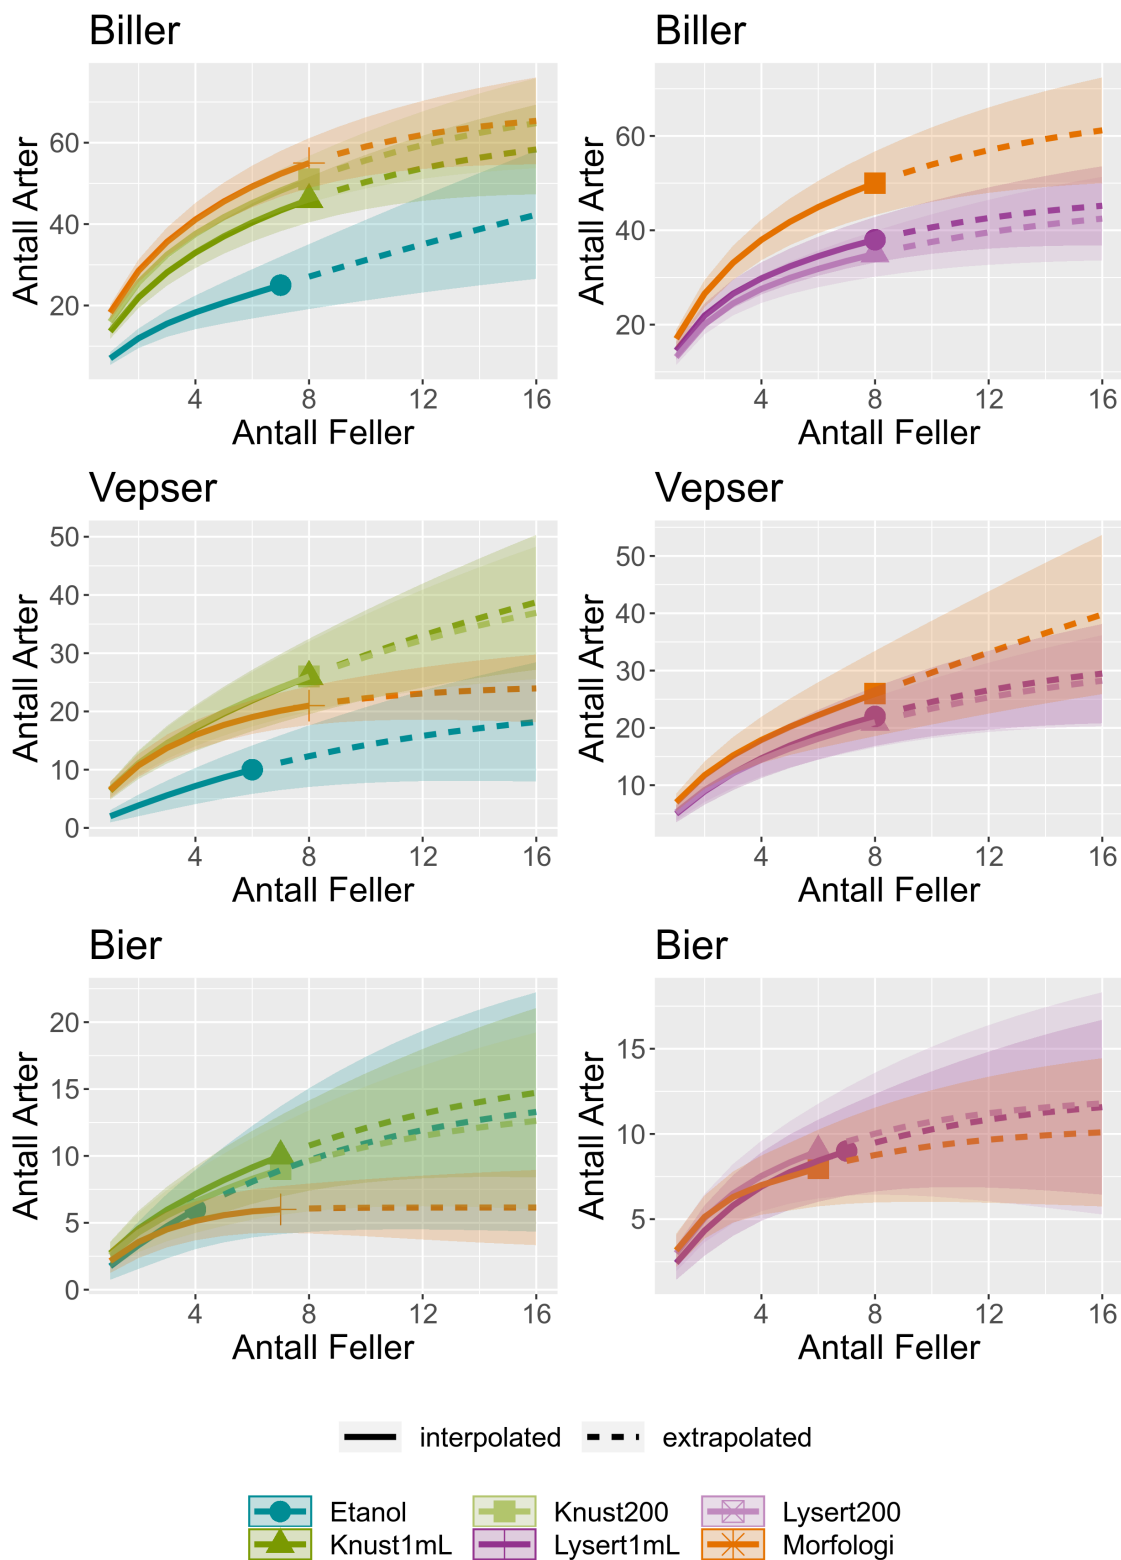 Biller
Antall Arter
60
40
20
4 8 12 16
Antall Feller
Biller
Antall Arter
60
40
20
4 8 12 16
Antall Feller
Vepser
Antall Arter
50
40
30
20
10
0
4 8 12 16
Antall Feller
Vepser
Antall Arter
50
40
30
20
10
4 8 12 16
Antall Feller
Bier
Antall Arter
20
15
10
5
0
4 8 12 16
Antall Feller
Bier
Antall Arter
15
10
5
4 8 12 16
Antall Feller
interpolated extrapolated
Etanol Knust200 Lysert200
Knust1mL Lysert1mL Morfologi